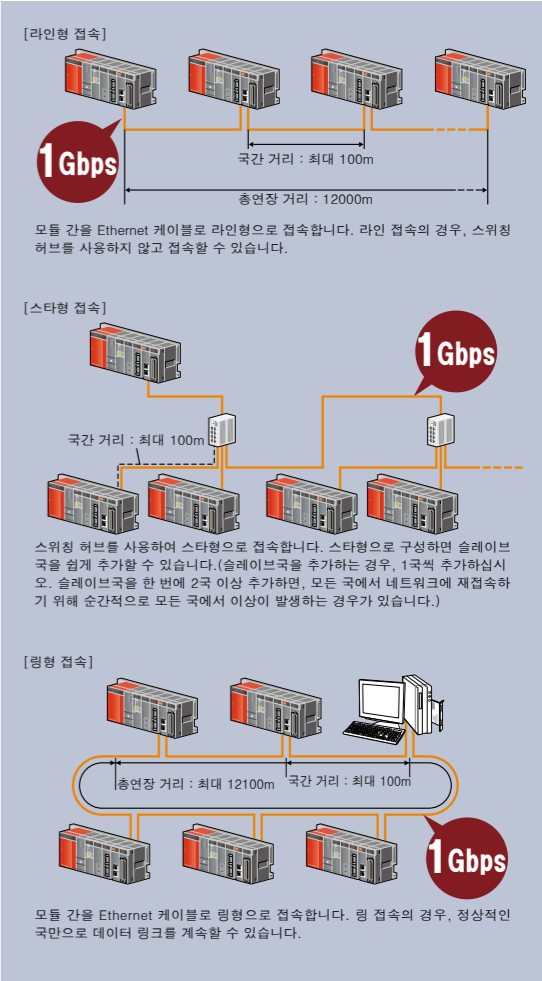 [라인형 접속]
1Gbps
국간 거리 : 최대 100m
총연장 거리 : 12000m
모듈 간을 Ethernet 케이블로 라인형으로 접속합니다. 라인 접속의 경우, 스위칭
허브를 사용하지 않고 접속할 수 있습니다.
[스타형 접속]
1Gbps
국간 거리 : 최대 100m
스위칭 허브를 사용하여 스타형으로 접속합니다. 스타형으로 구성하면 슬레이브
국을 쉽게 추가할 수 있습니다.(슬레이브국을 추가하는 경우, 1국씩 추가하십시
오. 슬레이브국을 한 번에 2국 이상 추가하면, 모든 국에서 네트워크에 재접속하
기 위해 순간적으로 모든 국에서 이상이 발생하는 경우가 있습니다.)
[링형 접속]
총연장 거리 : 최대 12100m
국간 거리 : 최대 100m
1Gbps
모듈 간을 Ethernet 케이블로 링형으로 접속합니다. 링 접속의 경우, 정상적인
국만으로 데이터 링크를 계속할 수 있습니다.